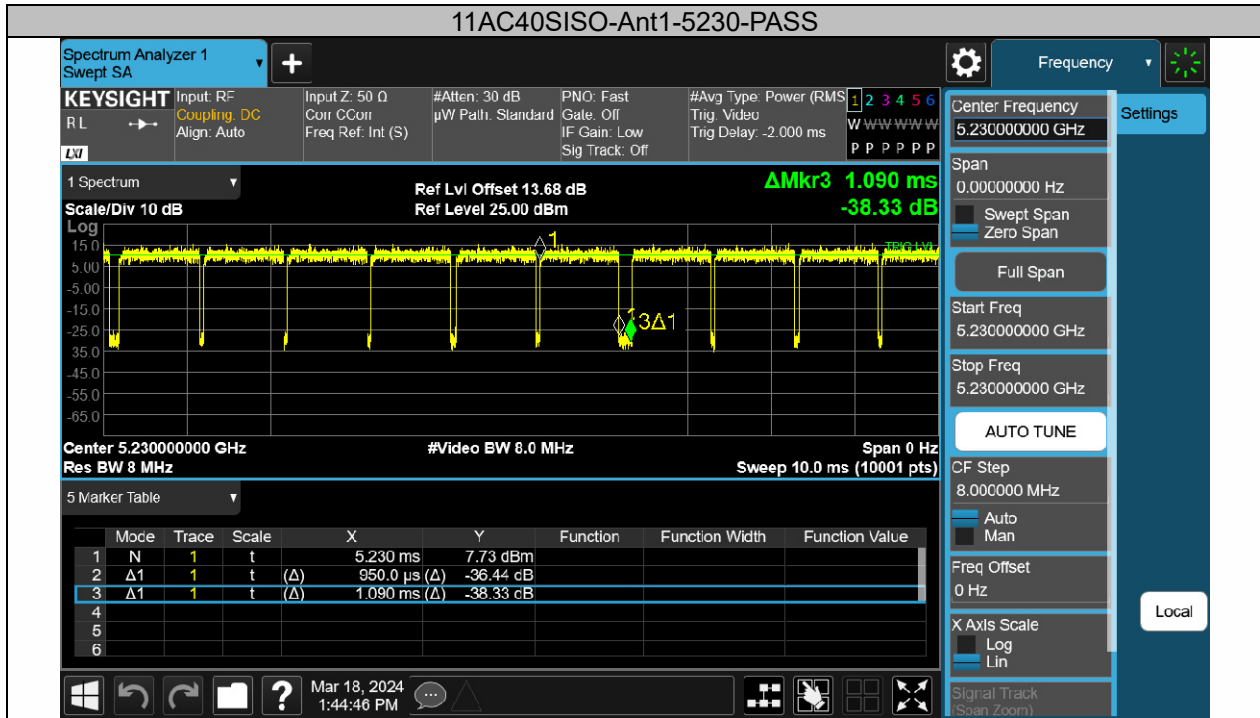 11AC40SISO-Ant1-5230-PASS
Spectrum Analyzer 1
Swept SA
Frequency
KEYSIGHT
RL
LXI
Input: RF
Coupling: DC
Align: Auto
Input Z: 50 Ω
Corr CCorr
Freq Ref: Int (S)
#Atten: 30 dB
µW Path: Standard
PNO: Fast
Gate: Off
IF Gain: Low
Sig Track: Off
#Avg Type: Power (RMS
Trig: Video
Trig Delay: -2.000 ms
1 2 3 4 5 6
W W W W W W
P P P P P P
Center Frequency
5.230000000 GHz
Settings
1 Spectrum
Scale/Div 10 dB
Ref Lvl Offset 13.68 dB
Ref Level 25.00 dBm
ΔMkr3 1.090 ms
-38.33 dB
Log
15.0
5.00
-5.00
-15.0
-25.0
-35.0
-45.0
-55.0
-65.0
1
TRIG LVL
3Δ1
Center 5.230000000 GHz
Res BW 8 MHz
#Video BW 8.0 MHz
Span 0 Hz
Sweep 10.0 ms (10001 pts)
Span
0.00000000 Hz
Swept Span
Zero Span
Full Span
Start Freq
5.230000000 GHz
Stop Freq
5.230000000 GHz
AUTO TUNE
CF Step
8.000000 MHz
Auto
Man
Freq Offset
0 Hz
X Axis Scale
Log
Lin
Signal Track
(Span Zoom)
Local
5 Marker Table
Mode Trace Scale X Y Function Function Width Function Value
1 N 1 t 5.230 ms 7.73 dBm
2 Δ1 1 t (Δ) 950.0 µs (Δ) -36.44 dB
3 Δ1 1 t (Δ) 1.090 ms (Δ) -38.33 dB
4
5
6
?
Mar 18, 2024
1:44:46 PM